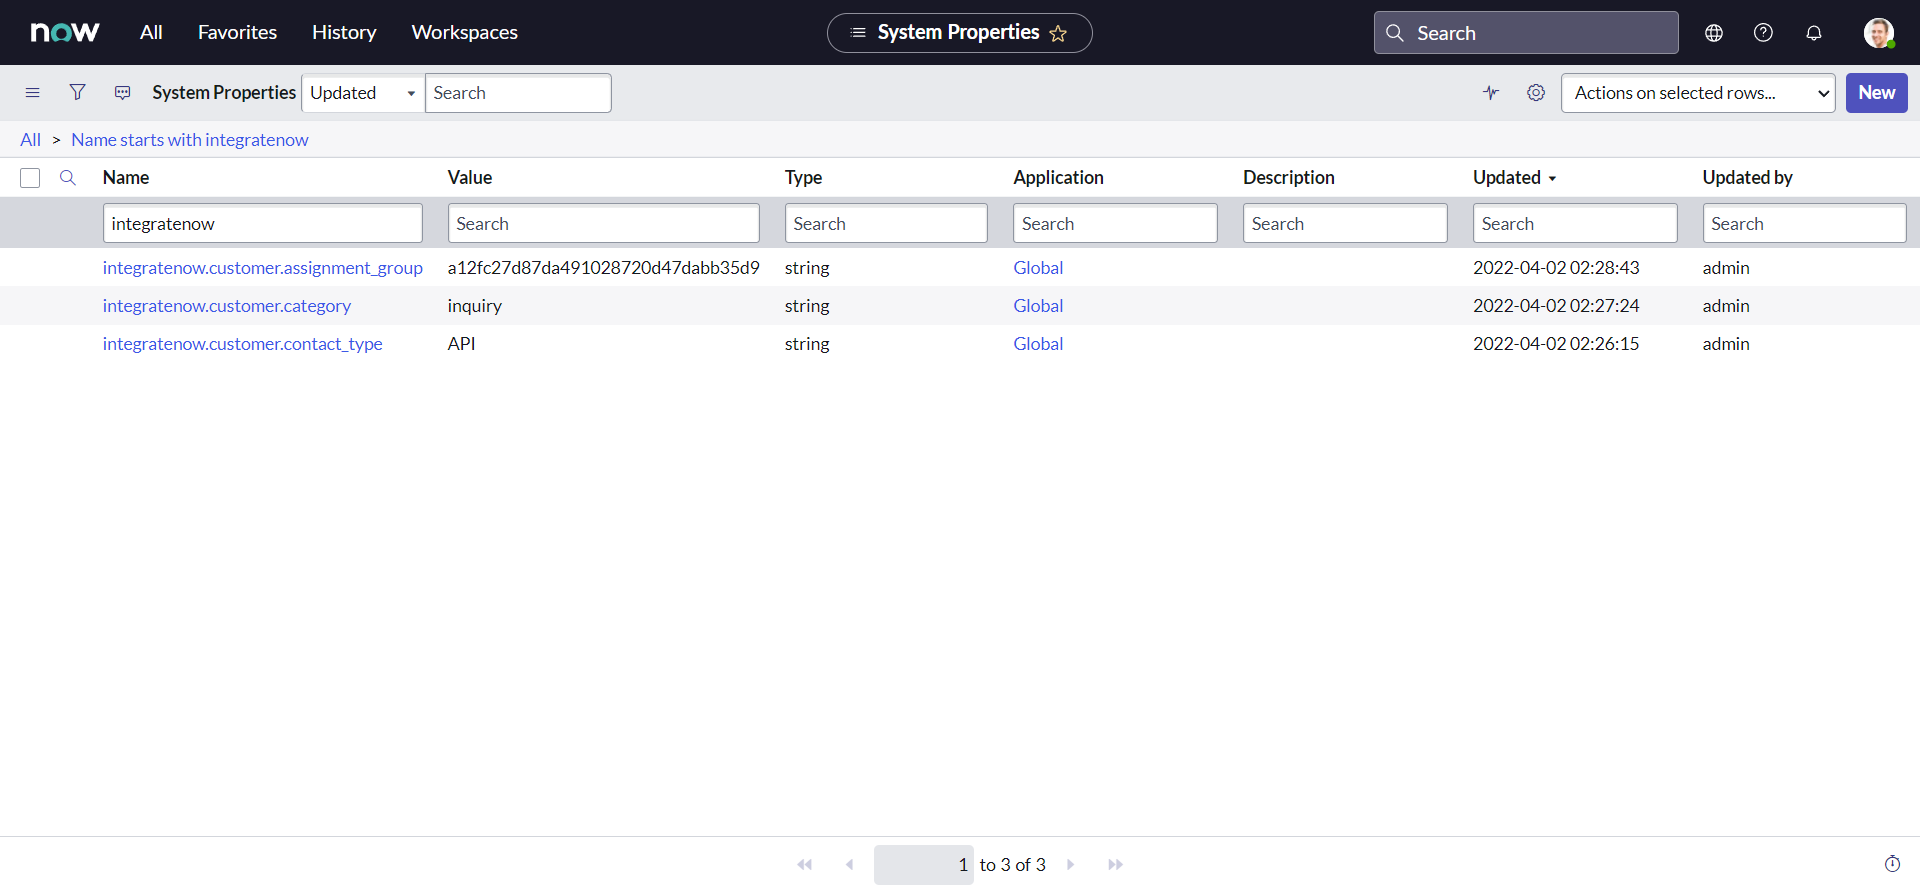 now All Favorites History Workspaces System Properties Search
System Properties Updated Search Actions on selected rows... New
All > Name starts with integratenow
Name Value Type Application Description Updated Updated by
integratenow Search Search Search Search Search Search
integratenow.customer.assignment_group a12fc27d87da491028720d47dabb35d9 string Global 2022-04-02 02:28:43 admin
integratenow.customer.category inquiry string Global 2022-04-02 02:27:24 admin
integratenow.customer.contact_type API string Global 2022-04-02 02:26:15 admin
1 to 3 of 3